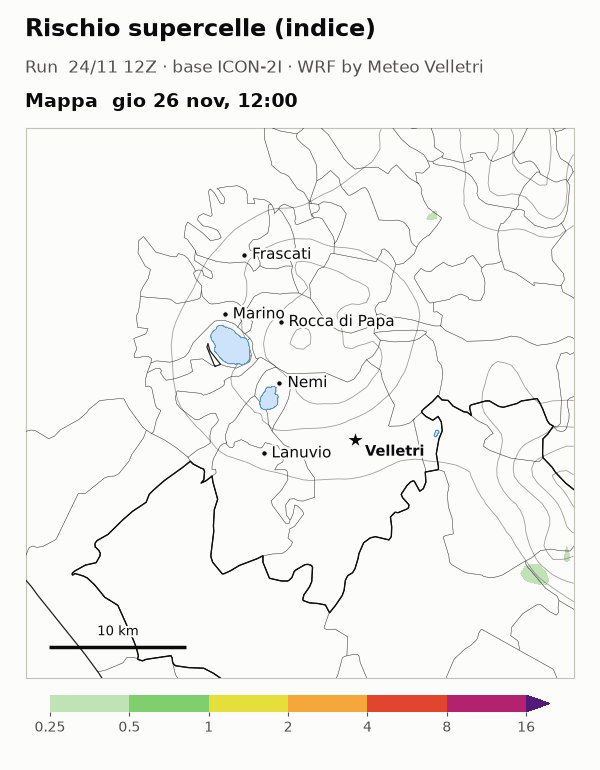 Rischio supercelle (indice)
Run  24/11 12Z · base ICON-2I · WRF by Meteo Velletri
Mappa  gio 26 nov, 12:00
Frascati
Marino
Rocca di Papa
Nemi
Velletri
Lanuvio
10 km
0.25 0.5 1 2 4 8 16